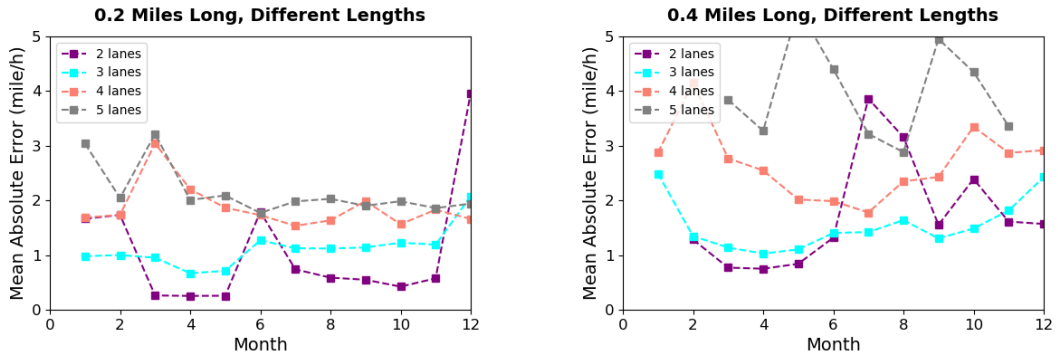 0.2 Miles Long, Different Lengths
Mean Absolute Error (mile/h)
5
4
3
2
1
0
2 lanes
3 lanes
4 lanes
5 lanes
0 2 4 6 8 10 12
Month
0.4 Miles Long, Different Lengths
Mean Absolute Error (mile/h)
5
4
3
2
1
0
2 lanes
3 lanes
4 lanes
5 lanes
0 2 4 6 8 10 12
Month